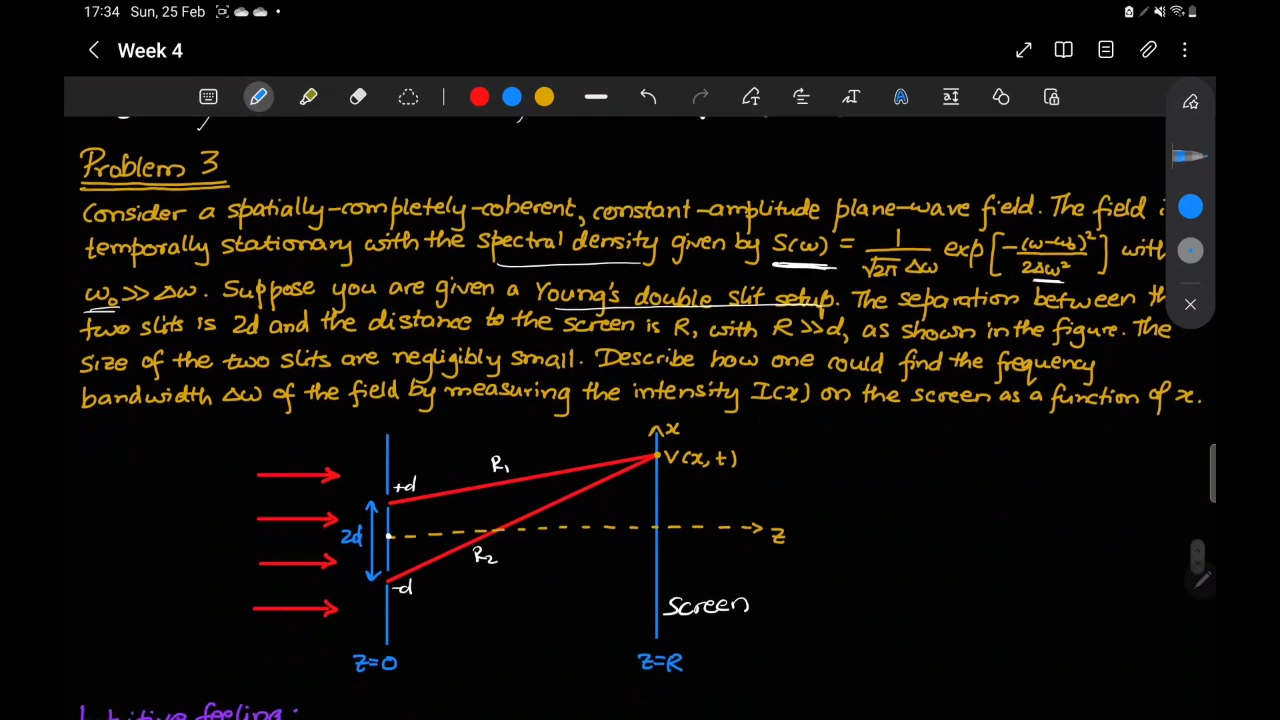 17:34 Sun, 25 Feb
Week 4
Problem 3
Consider a spatially-completely-coherent, constant-amplitude plane-wave field. The field
temporally stationary with the spectral density given by S(ω) = 1/(√2π Δω) exp[-(ω-ω₀)²/2Δω²] with
ω₀ >> Δω. Suppose you are given a Young's double slit setup. The separation between
two slits is 2d and the distance to the screen is R, with R >> d, as shown in the figure. The
size of the two slits are negligibly small. Describe how one could find the frequency
bandwidth Δω of the field by measuring the intensity I(x) on the screen as a function of x.
x
V(x,t)
R₁
+d
2d
z
R₂
-d
Screen
z=0
z=R